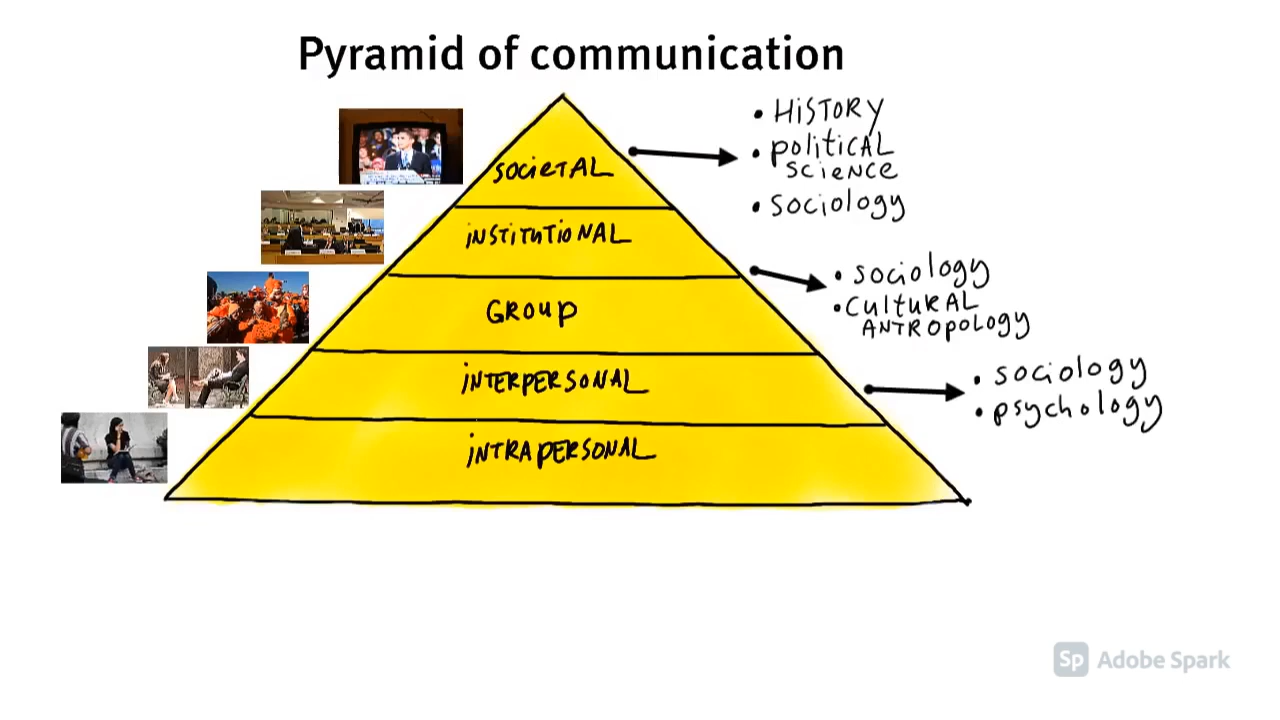 Pyramid of communication
SOCIETAL
• HISTORY
• POLITICAL
SCIENCE
• sociology
INSTITUTIONAL
• sociology
• CULTURAL
ANTROPOLOGY
GROUP
INTERPERSONAL
• sociology
• psychology
INTRAPERSONAL
Sp Adobe Spark